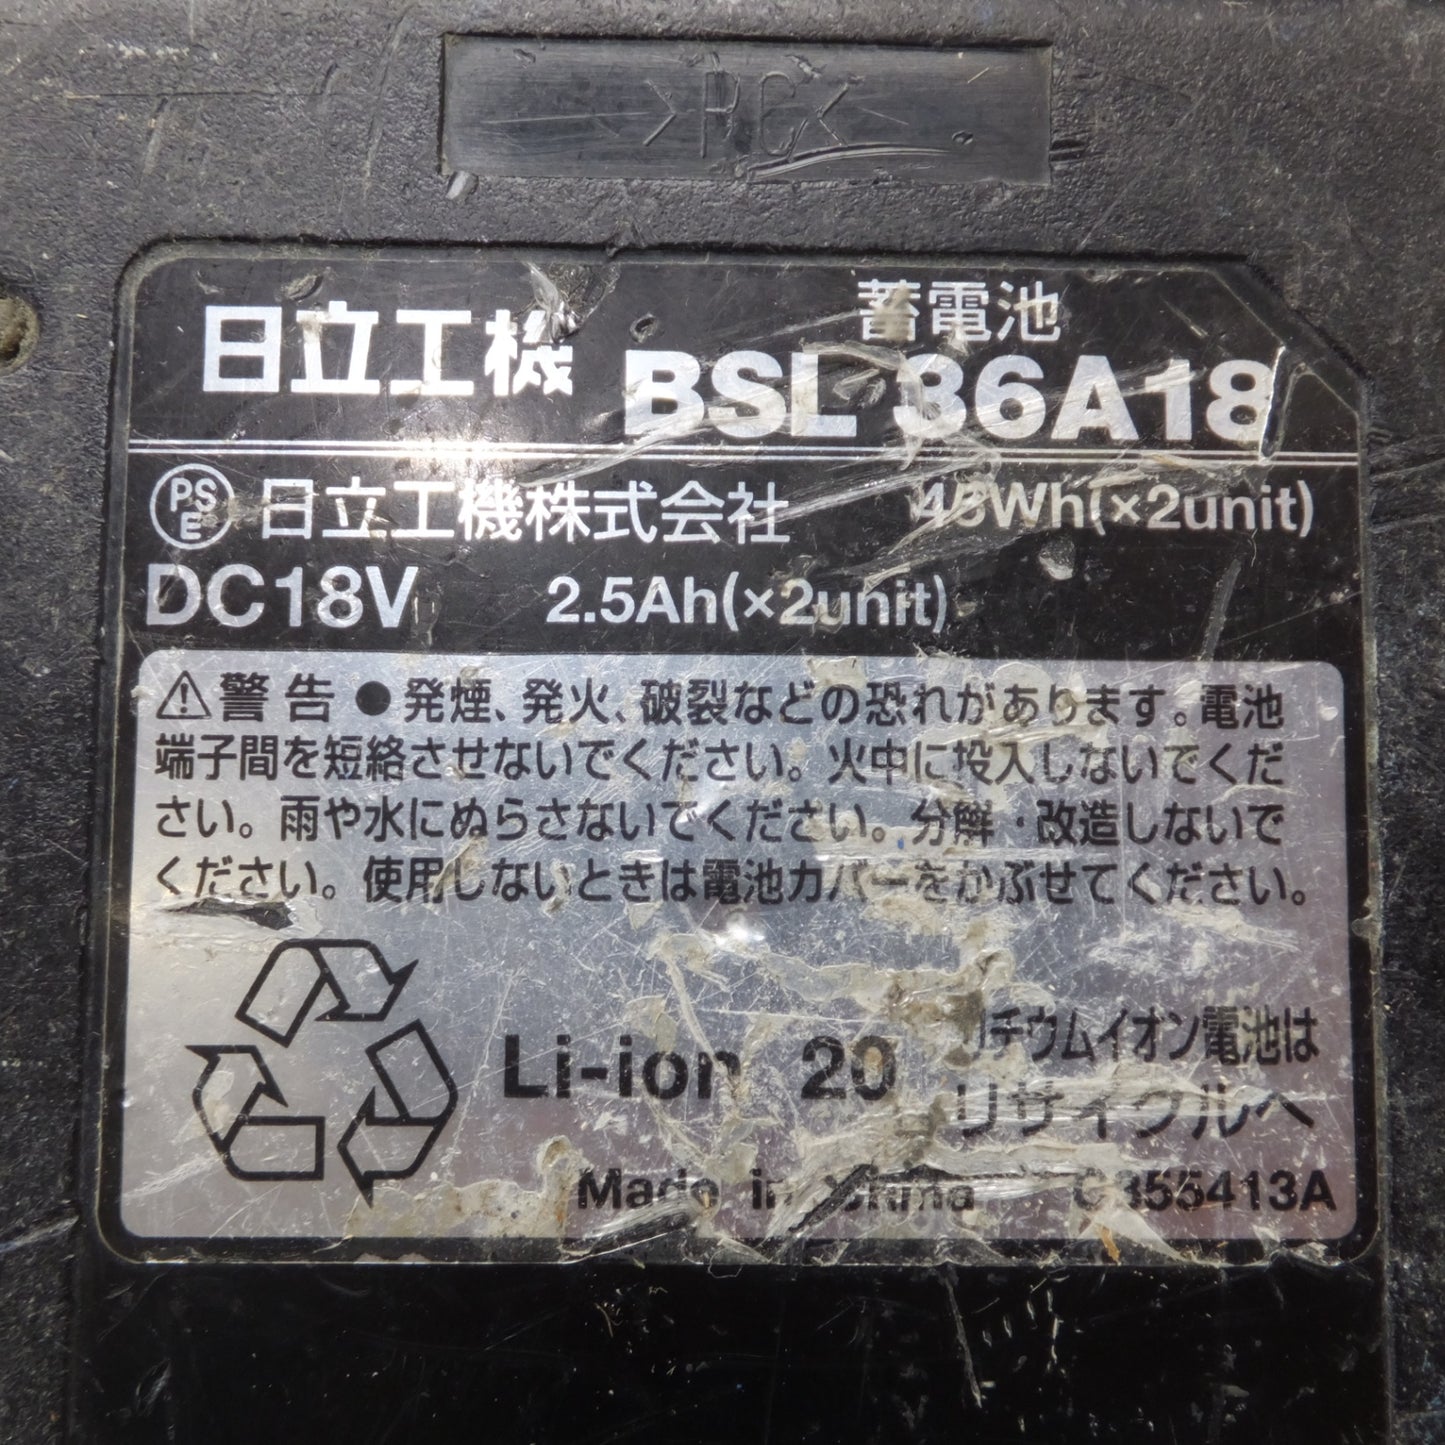 >PC<
日立工機
蓄電池
BSL 36A18
PSE 日立工機株式会社 45Wh(×2unit)
DC18V 2.5Ah(×2unit)
⚠警告 ●発煙、発火、破裂などの恐れがあります。電池
端子間を短絡させないでください。火中に投入しないでくだ
さい。雨や水にぬらさないでください。分解・改造しないで
ください。使用しないときは電池カバーをかぶせてください。
Li-ion 20 リチウムイオン電池は
リサイクルへ
Made in China C355413A